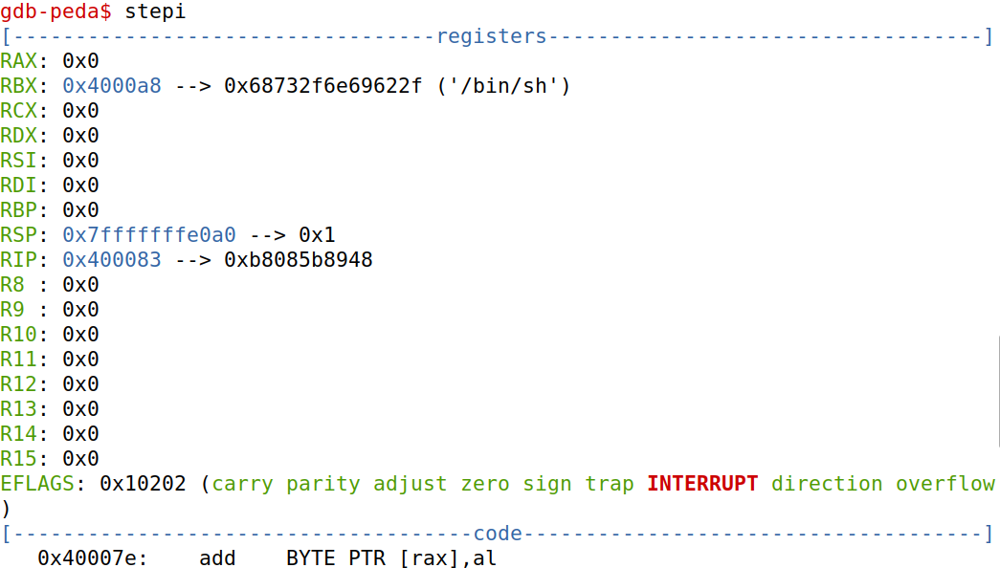 gdb-peda$ stepi
[----------------------------------registers-----------------------------------]
RAX: 0x0
RBX: 0x4000a8 --> 0x68732f6e69622f ('/bin/sh')
RCX: 0x0
RDX: 0x0
RSI: 0x0
RDI: 0x0
RBP: 0x0
RSP: 0x7fffffffe0a0 --> 0x1
RIP: 0x400083 --> 0xb8085b8948
R8 : 0x0
R9 : 0x0
R10: 0x0
R11: 0x0
R12: 0x0
R13: 0x0
R14: 0x0
R15: 0x0
EFLAGS: 0x10202 (carry parity adjust zero sign trap INTERRUPT direction overflow
)
[-------------------------------------code-------------------------------------]
   0x40007e:    add    BYTE PTR [rax],al